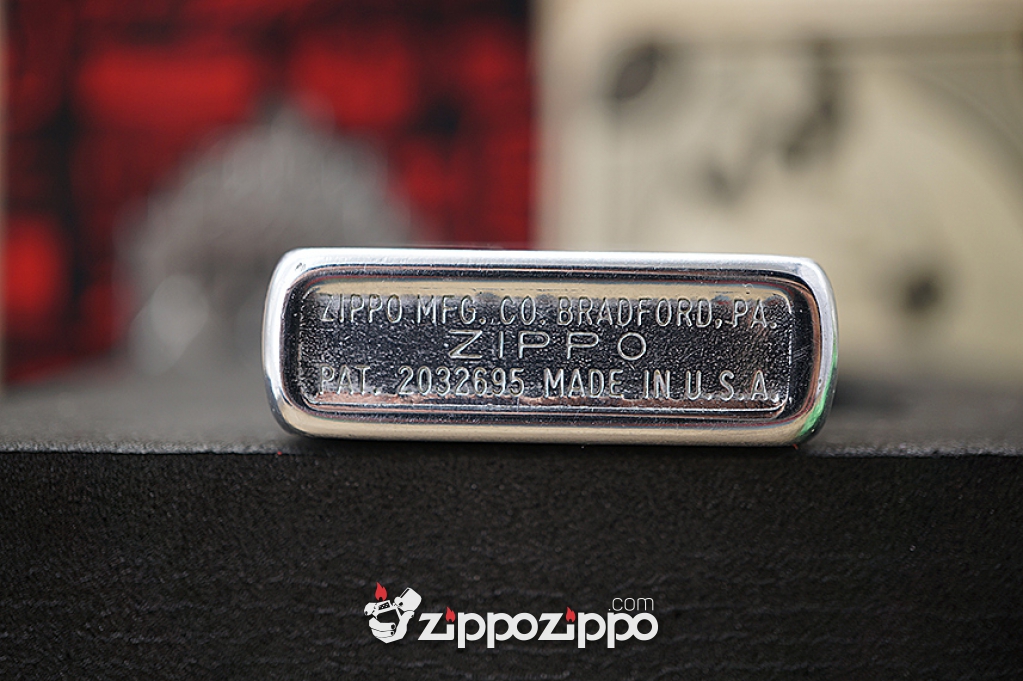 ZIPPO MFG. CO. BRADFORD, PA.
ZIPPO
PAT. 2032695 MADE IN U.S.A.
zippozippo.com